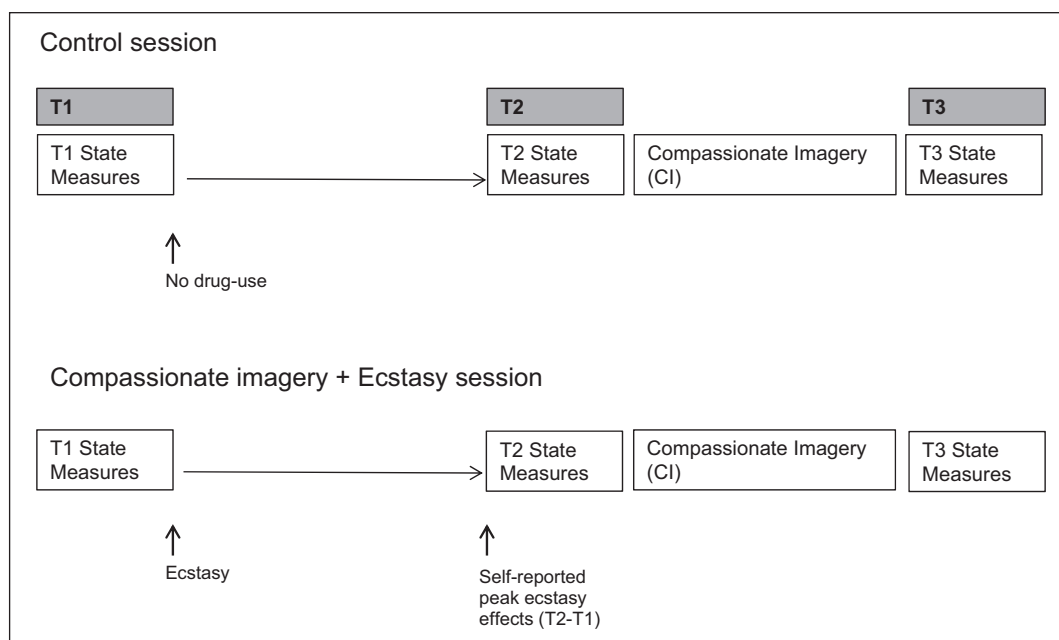 Control session
T1
T2
T3
T1 State
Measures
T2 State
Measures
Compassionate Imagery
(CI)
T3 State
Measures
No drug-use
Compassionate imagery + Ecstasy session
T1 State
Measures
T2 State
Measures
Compassionate Imagery
(CI)
T3 State
Measures
Ecstasy
Self-reported
peak ecstasy
effects (T2-T1)